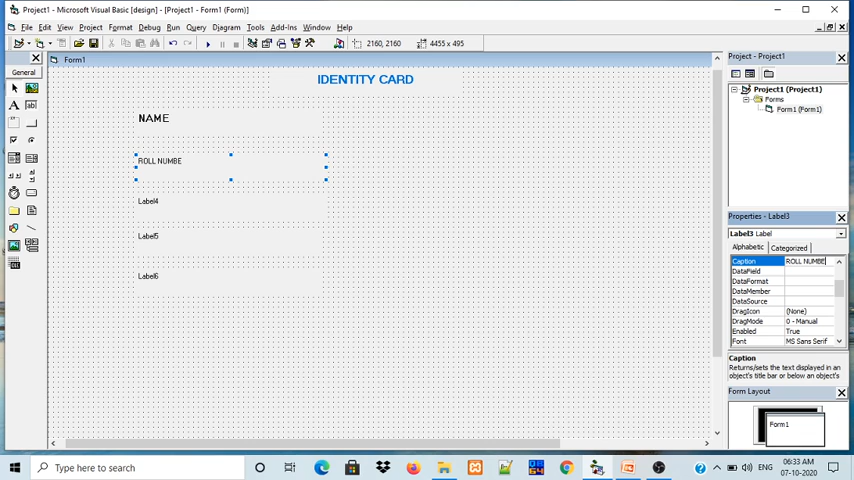 Project1 - Microsoft Visual Basic [design] - [Project1 - Form1 (Form)]
File Edit View Project Format Debug Run Query Diagram Tools Add-Ins Window Help
2160, 2160 4455 x 495
General
Form1
IDENTITY CARD
NAME
ROLL NUMBE
Label4
Label5
Label6
Project - Project1
Project1 (Project1)
Forms
Form1 (Form1)
Properties - Label3
Label3 Label
Alphabetic Categorized
Caption ROLL NUMBE
DataField
DataFormat
DataMember
DataSource
DragIcon (None)
DragMode 0 - Manual
Enabled True
Font MS Sans Serif
Caption
Returns/sets the text displayed in
an object's title bar or below an object's
Form Layout
Form1
Type here to search
ENG
06:33 AM
07-10-2020